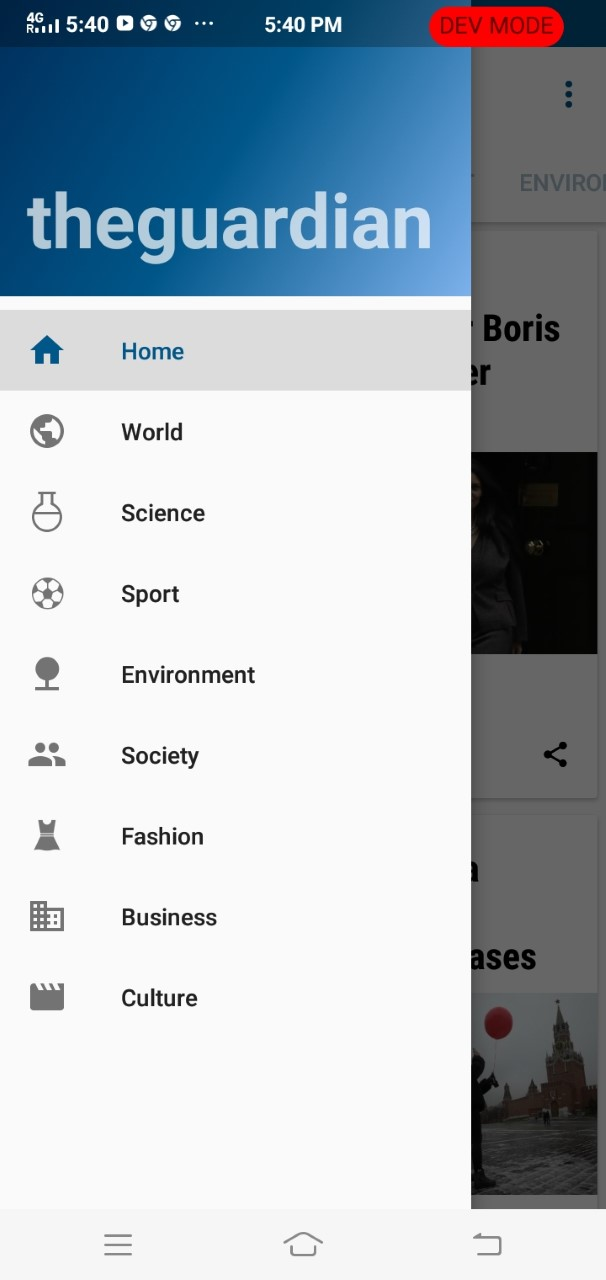 4G
R
5:40
5:40 PM
DEV MODE
theguardian
ENVIRO
Boris
er
Home
World
Science
Sport
Environment
Society
Fashion
Business
Culture
a
ases